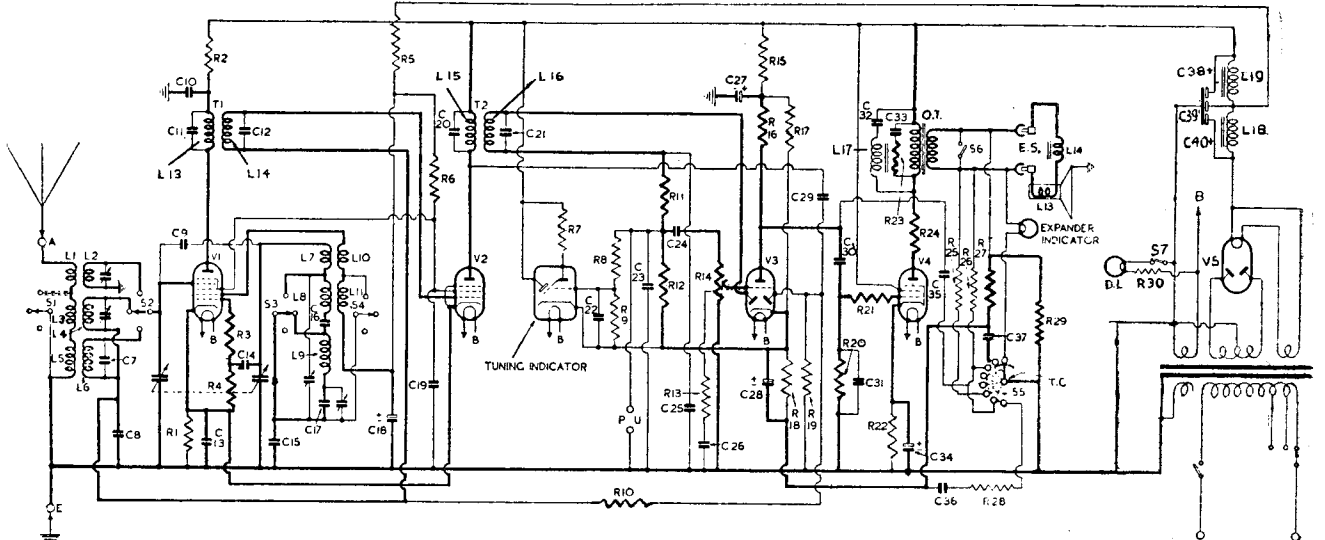 R2
R5
C10
T1
C11
C12
L13
L14
L15
L16
T2
C20
C21
R6
C27
R15
R16
R17
C32
C33
O.T.
L17
S6
E.S.
L14
L13
C38+
C39
C40+
L19
L18
A
L1
L2
S1
S2
L3
L4
L5
L6
C7
C8
C9
V1
R3
C14
R4
R1
C13
B
L7
L10
L8
L11
S3
S4
C16
L9
C15
C17
C18
+
C19
V2
B
R7
R8
R9
C22
C23
B
TUNING INDICATOR
P U
R11
R12
C24
R14
R13
C25
C26
V3
B
C28
+
R18
R19
C29
C30
R21
R20
C31
R23
R24
V4
B
R22
C34
+
C35
R25
R26
R27
EXPANDER
INDICATOR
C37
R29
T.C
S5
C36
R28
R10
D.L
S7
R30
B
V5
E